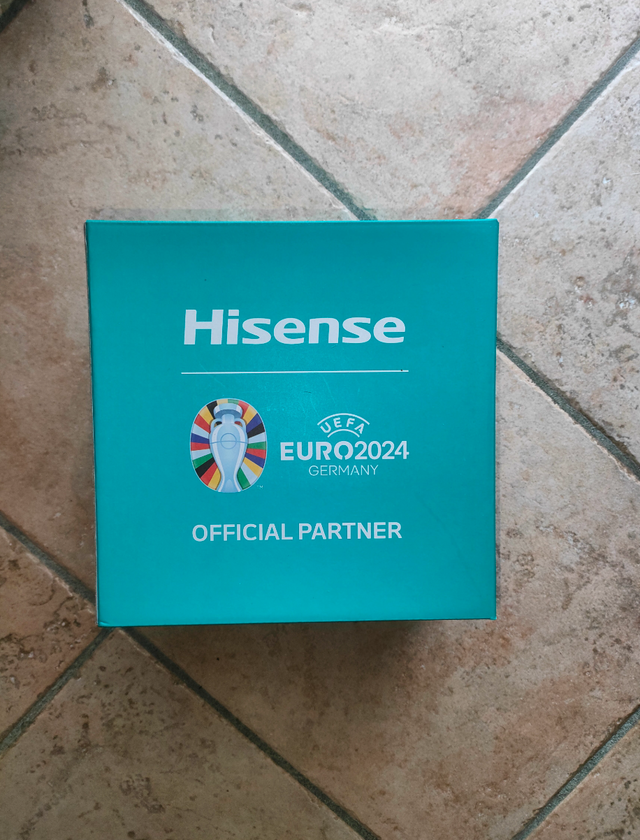 Hisense
UEFA
EURO2024
GERMANY
OFFICIAL PARTNER